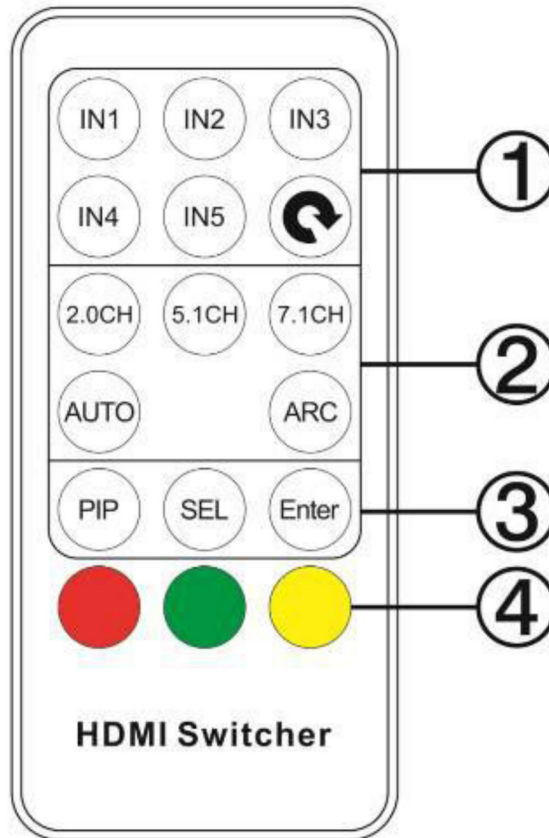 IN1 IN2 IN3
①
IN4 IN5
2.0CH 5.1CH 7.1CH
②
AUTO ARC
PIP SEL Enter ③
④
HDMI Switcher